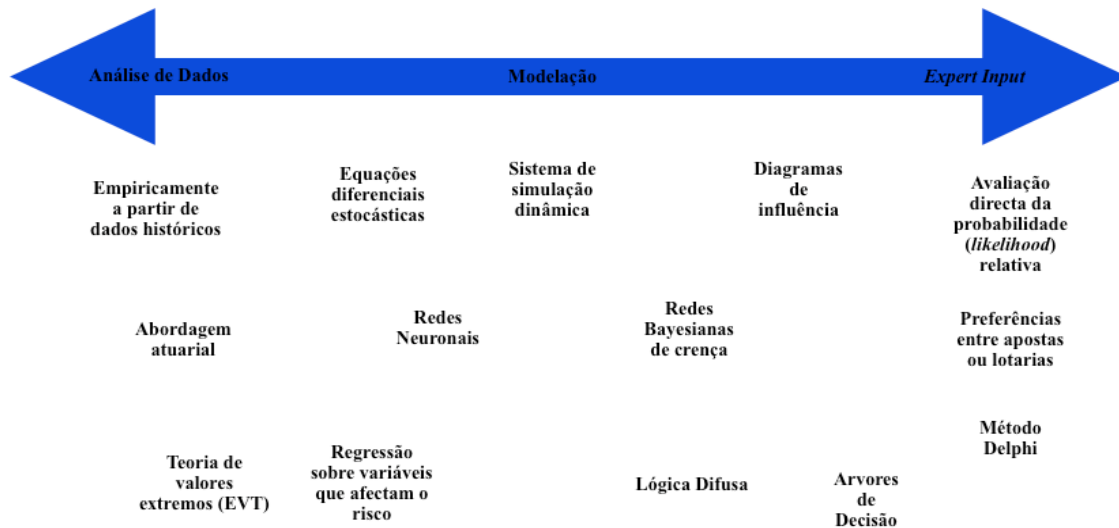 Análise de Dados
Modelação
Expert Input
Empiricamente
a partir de
dados históricos
Equações
diferenciais
estocásticas
Sistema de
simulação
dinâmica
Diagramas
de
influência
Avaliação
directa da
probabilidade
(likelihood)
relativa
Abordagem
atuarial
Redes
Neuronais
Redes
Bayesianas
de crença
Preferências
entre apostas
ou lotarias
Teoria de
valores
extremos (EVT)
Regressão
sobre variáveis
que afectam o
risco
Lógica Difusa
Arvores
de
Decisão
Método
Delphi